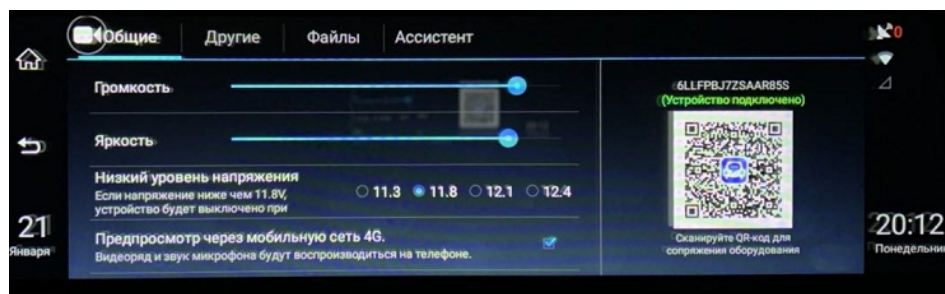 Общие Другие Файлы Ассистент
0
Громкость
6LLFPBJ7ZSAAR85S
(Устройство подключено)
Яркость
Низкий уровень напряжения
Если напряжение ниже чем 11.8V,
устройство будет выключено при
11.3 11.8 12.1 12.4
21
Января
Предпросмотр через мобильную сеть 4G.
Видеоряд и звук микрофона будут воспроизводиться на телефоне.
Сканируйте QR-код для
сопряжения оборудования
20:12
Понедельник